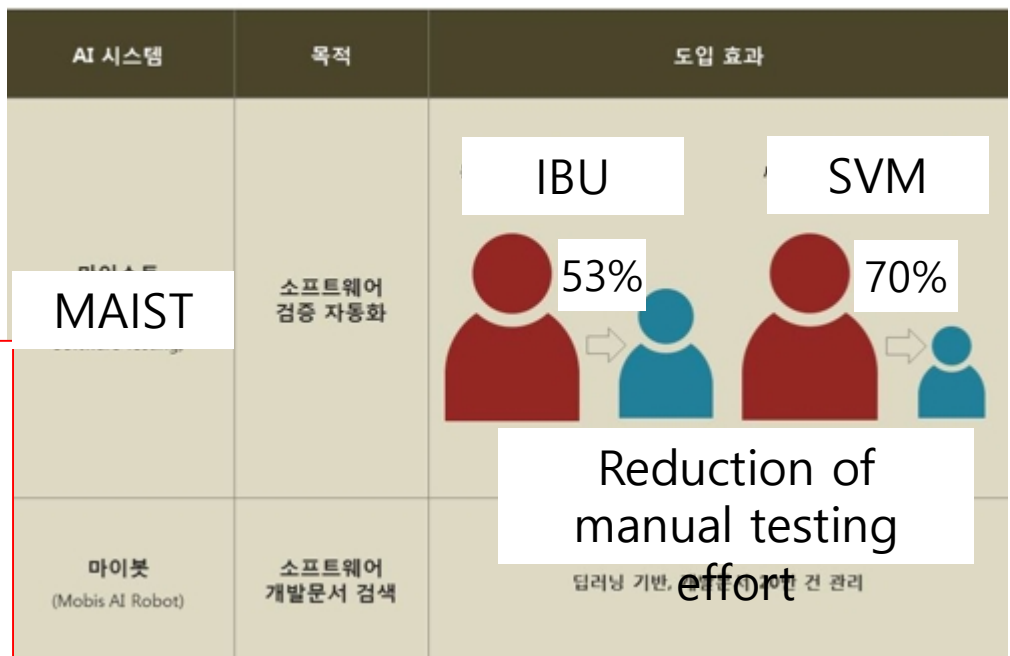 AI 시스템
목적
도입 효과
MAIST
소프트웨어
검증 자동화
IBU
SVM
53%
70%
Reduction of
manual testing
effort
마이봇
(Mobis AI Robot)
소프트웨어
개발문서 검색
딥러닝 기반, 건 관리